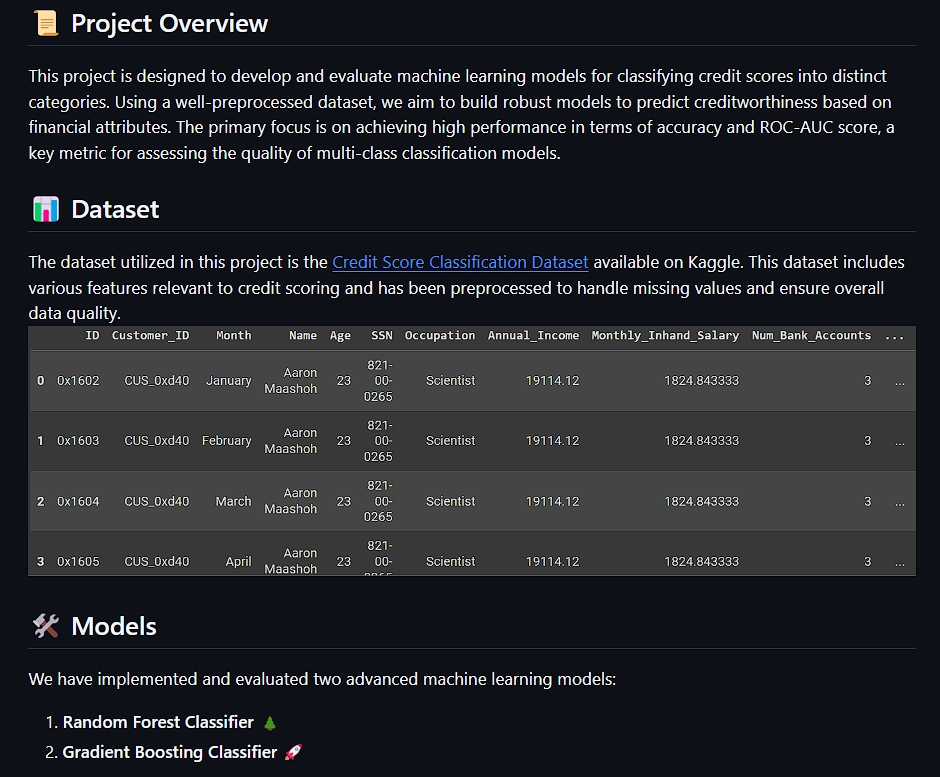 Project Overview
This project is designed to develop and evaluate machine learning models for classifying credit scores into distinct
categories. Using a well-preprocessed dataset, we aim to build robust models to predict creditworthiness based on
financial attributes. The primary focus is on achieving high performance in terms of accuracy and ROC-AUC score, a
key metric for assessing the quality of multi-class classification models.
Dataset
The dataset utilized in this project is the Credit Score Classification Dataset available on Kaggle. This dataset includes
various features relevant to credit scoring and has been preprocessed to handle missing values and ensure overall
data quality.
ID Customer_ID Month Name Age SSN Occupation Annual_Income Monthly_Inhand_Salary Num_Bank_Accounts ...
0 0x1602 CUS_0xd40 January Aaron Maashoh 23 821-00-0265 Scientist 19114.12 1824.843333 3 ...
1 0x1603 CUS_0xd40 February Aaron Maashoh 23 821-00-0265 Scientist 19114.12 1824.843333 3 ...
2 0x1604 CUS_0xd40 March Aaron Maashoh 23 821-00-0265 Scientist 19114.12 1824.843333 3 ...
3 0x1605 CUS_0xd40 April Aaron Maashoh 23 821-00- Scientist 19114.12 1824.843333 3 ...
Models
We have implemented and evaluated two advanced machine learning models:
1. Random Forest Classifier
2. Gradient Boosting Classifier